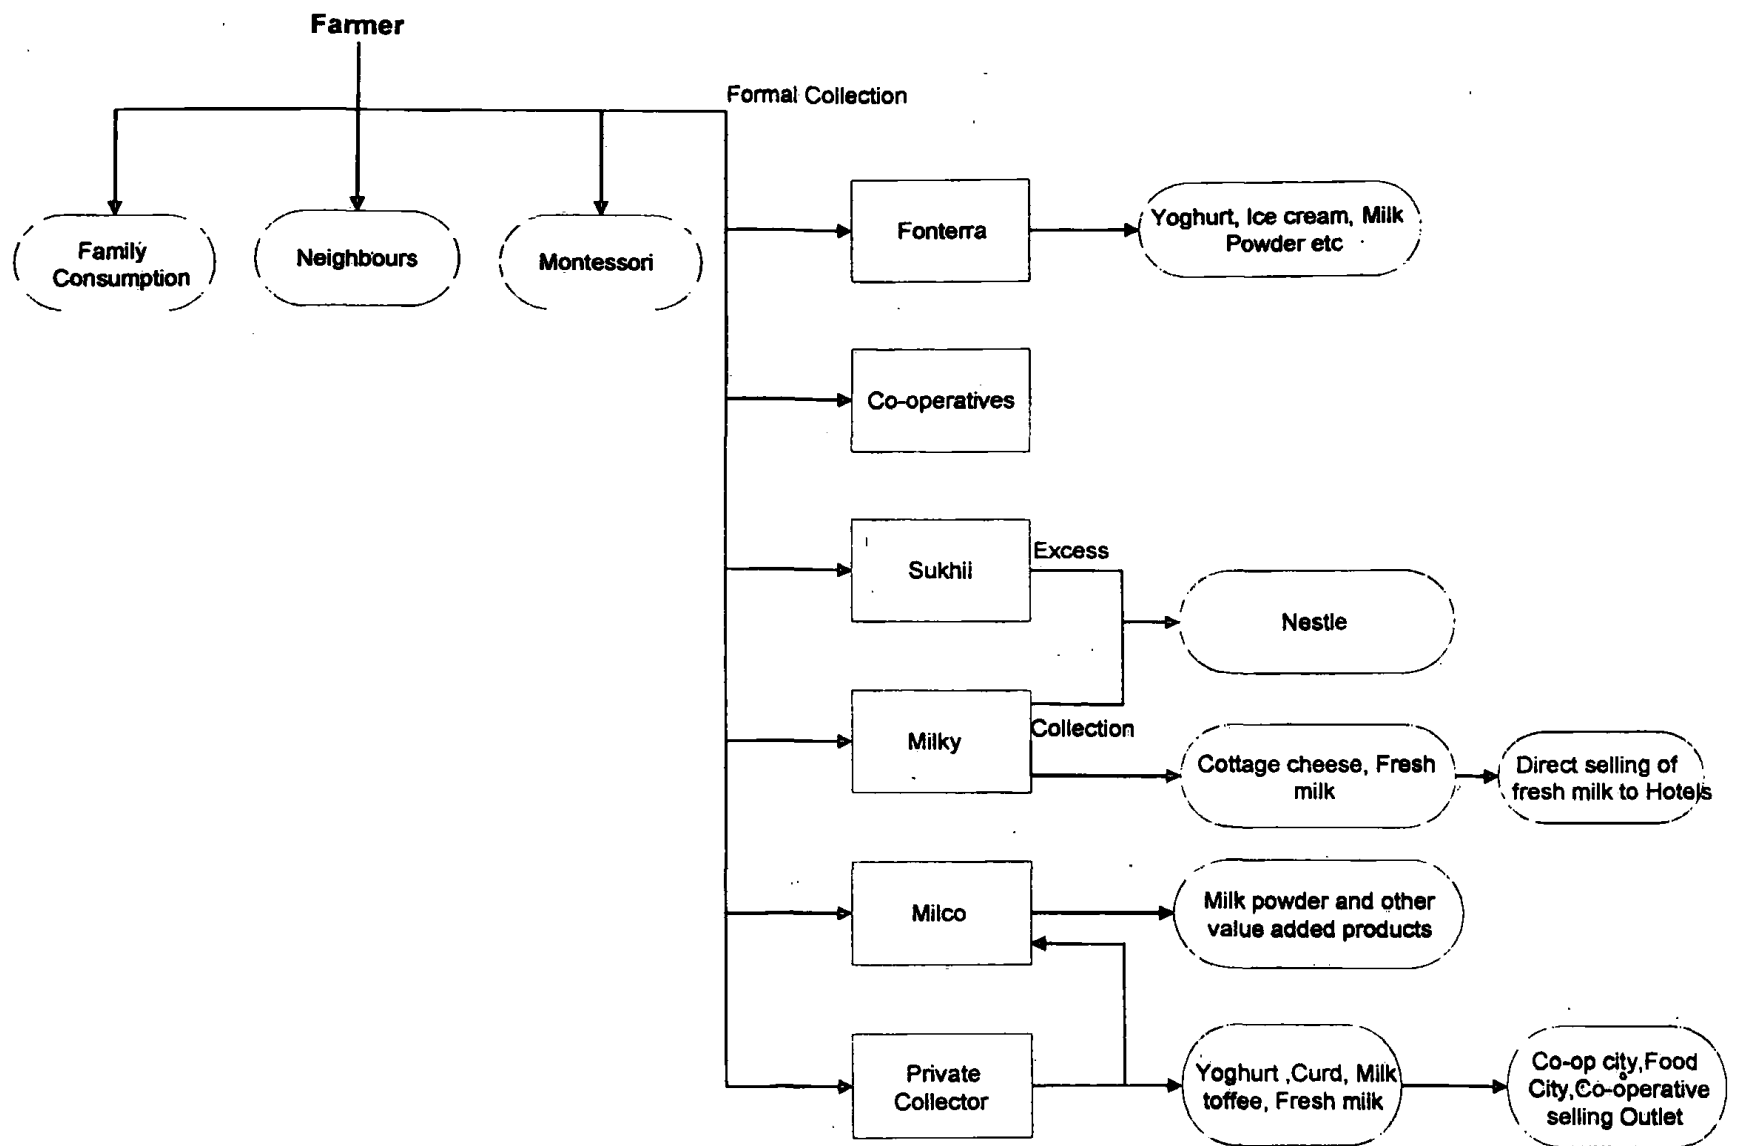 Farmer
Formal Collection
Family
Consumption
Neighbours
Montessori
Fonterra
Yoghurt, Ice cream, Milk
Powder etc
Co-operatives
Sukhii
Excess
Nestle
Milky
Collection
Cottage cheese, Fresh
milk
Direct selling of
fresh milk to Hotels
Milco
Milk powder and other
value added products
Private
Collector
Yoghurt ,Curd, Milk
toffee, Fresh milk
Co-op city,Food
City,Co-operative
selling Outlet